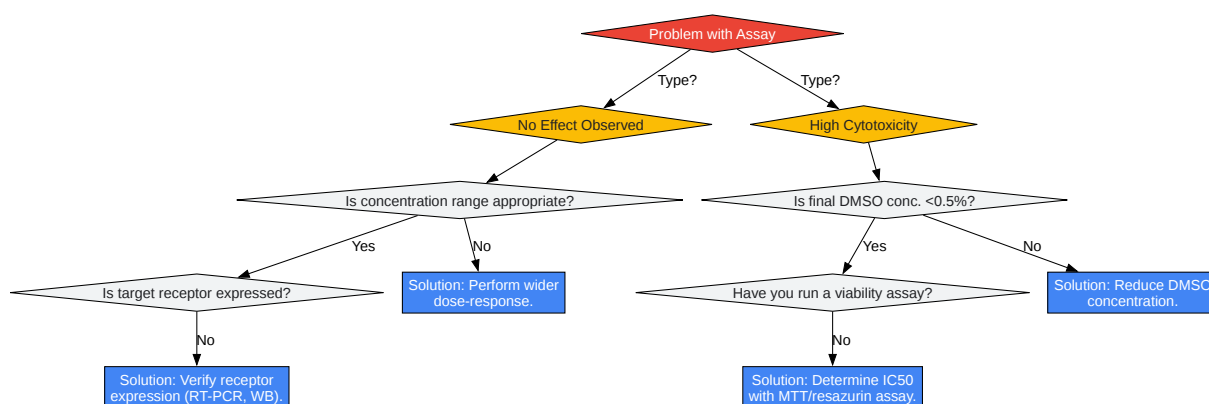 Problem with Assay
Type?
Type?
No Effect Observed
High Cytotoxicity
Is concentration range appropriate?
Is final DMSO conc. <0.5%?
Yes
No
Yes
No
Is target receptor expressed?
Solution: Perform wider
dose-response.
Have you run a viability assay?
Solution: Reduce DMSO
concentration.
No
No
Solution: Verify receptor
expression (RT-PCR, WB).
Solution: Determine IC50
with MTT/resazurin assay.